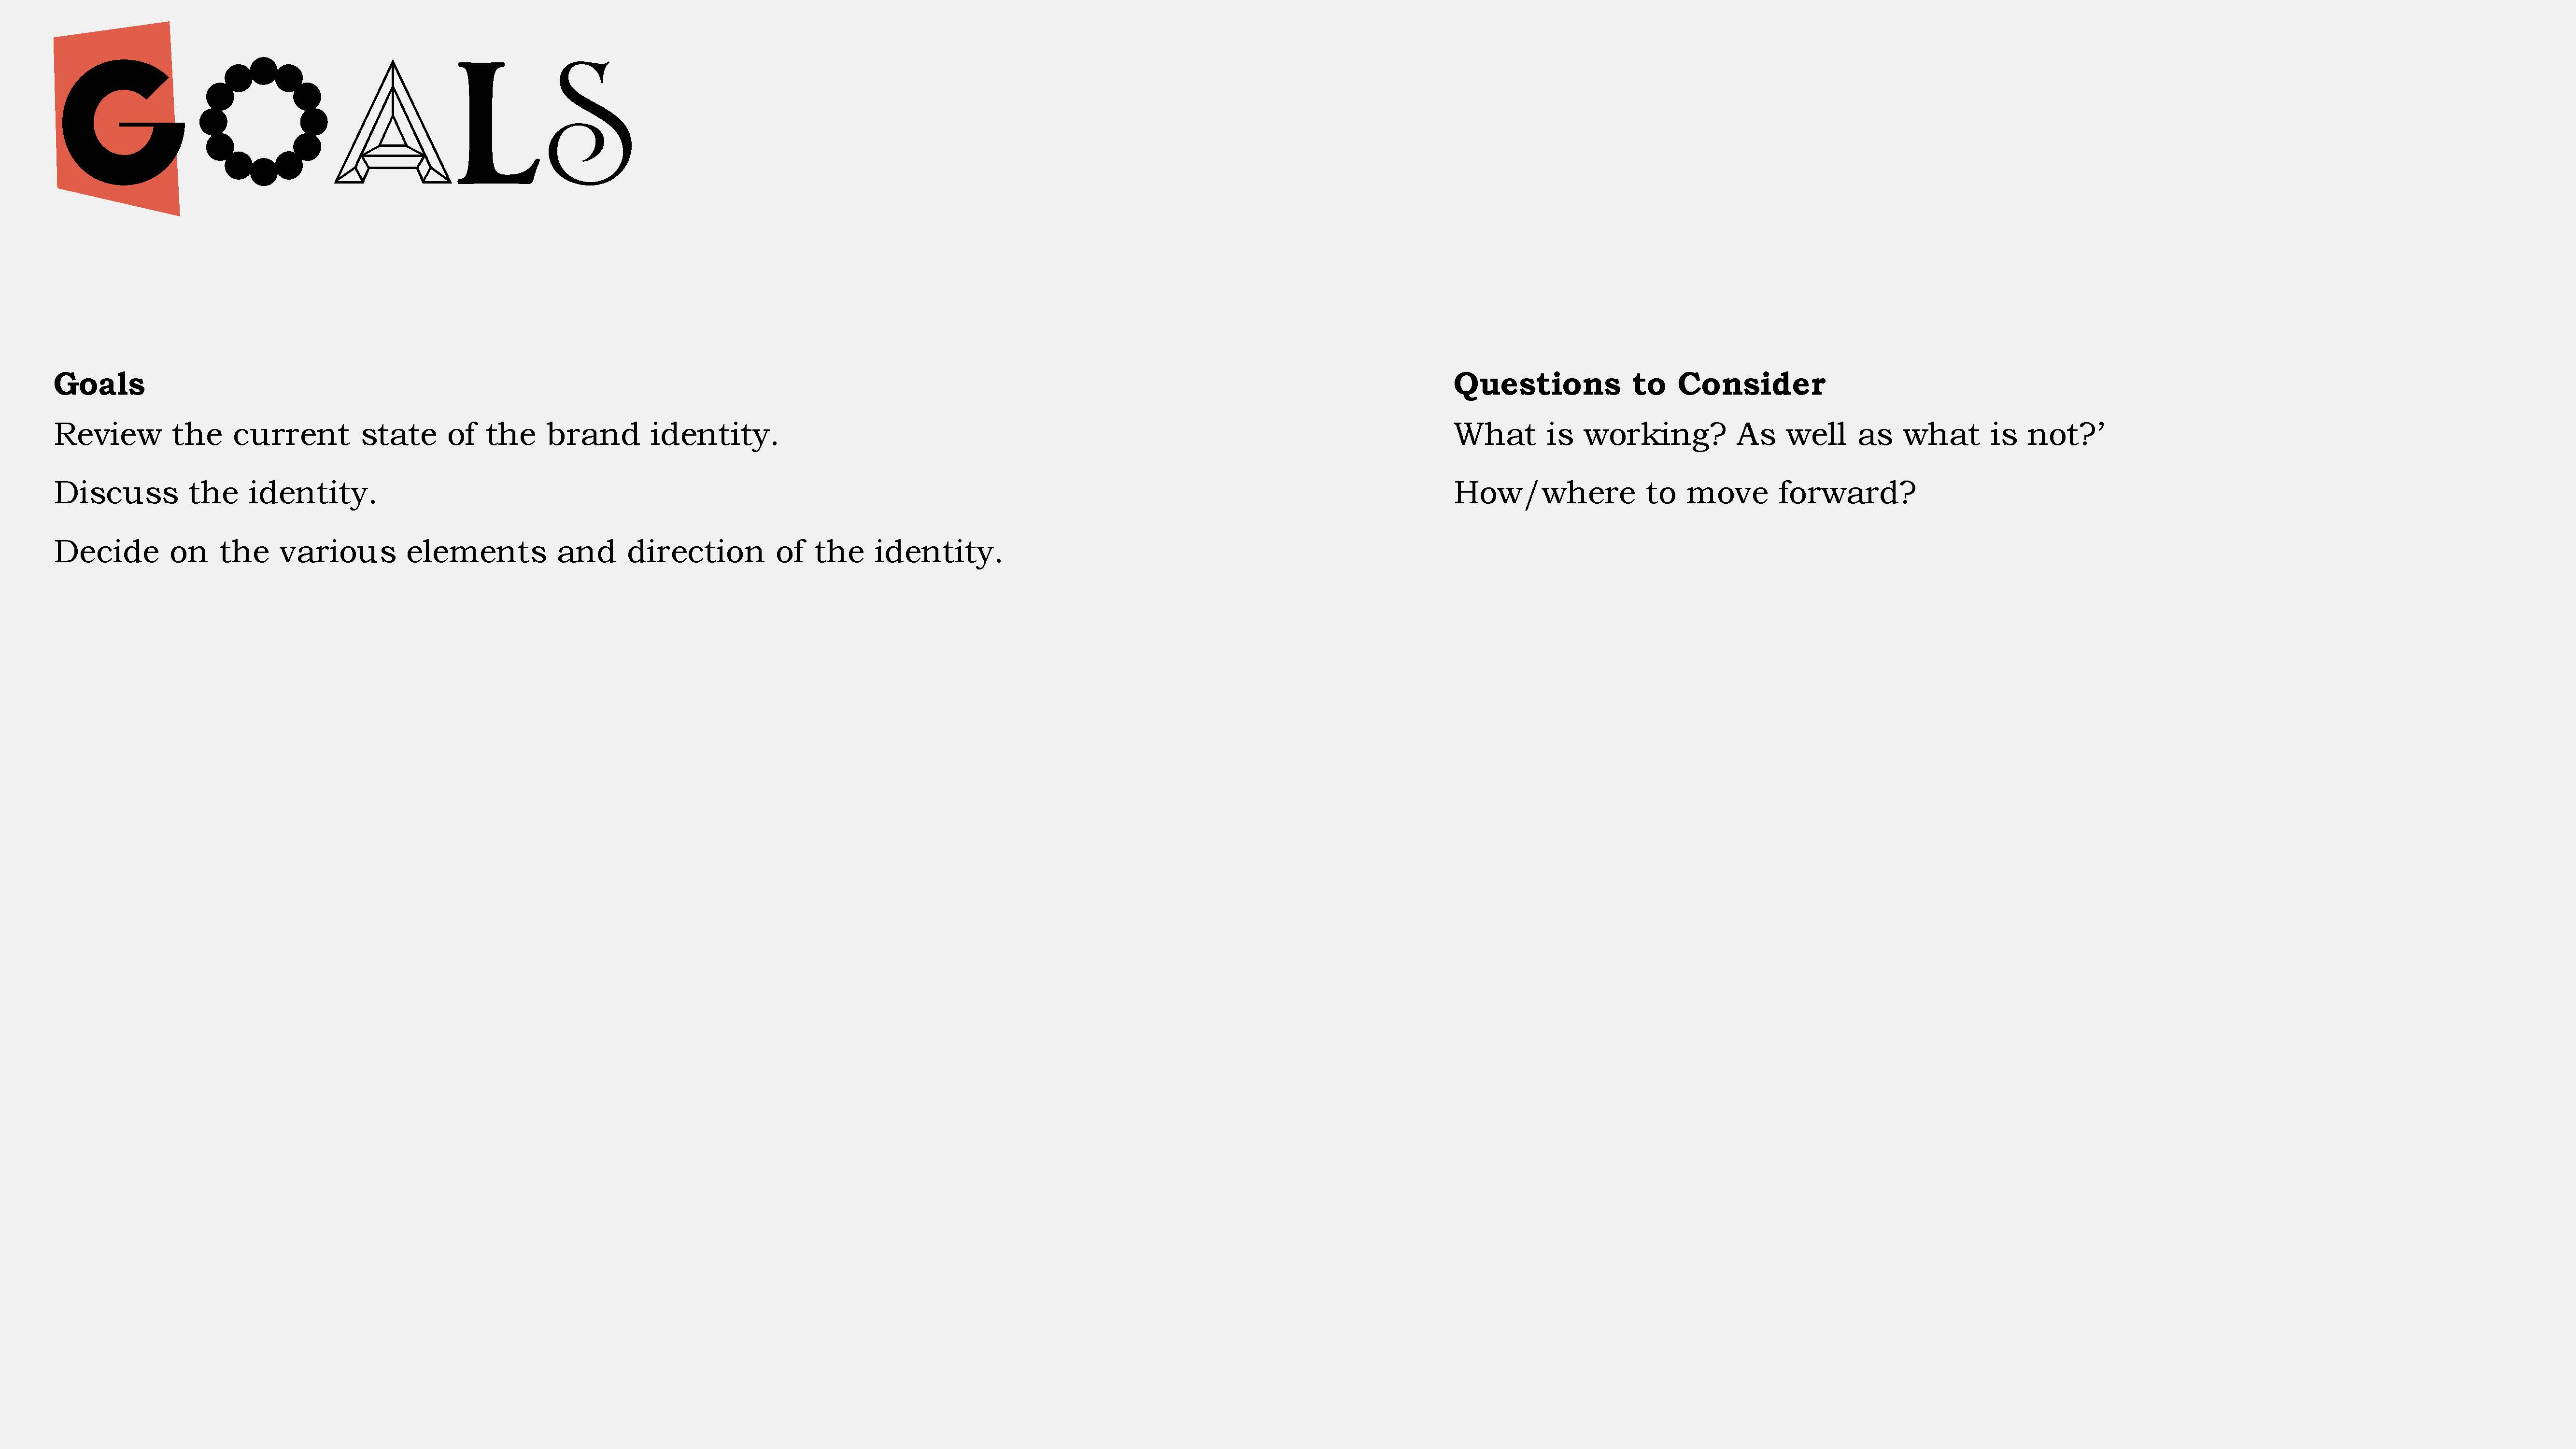 GOALS
Goals
Review the current state of the brand identity.
Discuss the identity.
Decide on the various elements and direction of the identity.
Questions to Consider
What is working? As well as what is not?’
How/where to move forward?